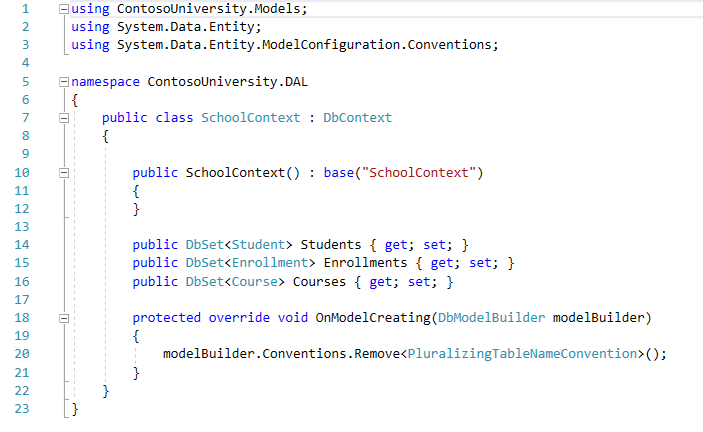 1 using ContosoUniversity.Models;
2 using System.Data.Entity;
3 using System.Data.Entity.ModelConfiguration.Conventions;
4
5 namespace ContosoUniversity.DAL
6 {
7     public class SchoolContext : DbContext
8     {
9
10         public SchoolContext() : base("SchoolContext")
11         {
12         }
13
14         public DbSet<Student> Students { get; set; }
15         public DbSet<Enrollment> Enrollments { get; set; }
16         public DbSet<Course> Courses { get; set; }
17
18         protected override void OnModelCreating(DbModelBuilder modelBuilder)
19         {
20             modelBuilder.Conventions.Remove<PluralizingTableNameConvention>();
21         }
22     }
23 }